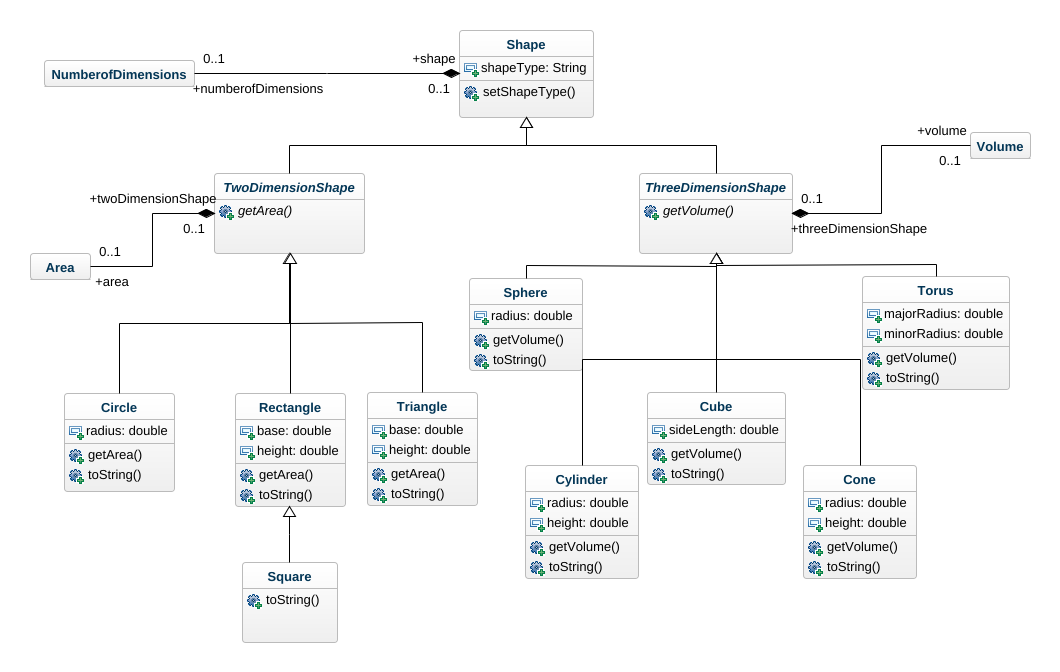 Shape
shapeType: String
setShapeType()
NumberofDimensions
0..1
+numberofDimensions
+shape
0..1
TwoDimensionShape
getArea()
+twoDimensionShape
0..1
Area
0..1
+area
ThreeDimensionShape
getVolume()
0..1
+threeDimensionShape
+volume
0..1
Volume
Sphere
radius: double
getVolume()
toString()
Torus
majorRadius: double
minorRadius: double
getVolume()
toString()
Circle
radius: double
getArea()
toString()
Rectangle
base: double
height: double
getArea()
toString()
Triangle
base: double
height: double
getArea()
toString()
Cube
sideLength: double
getVolume()
toString()
Cylinder
radius: double
height: double
getVolume()
toString()
Cone
radius: double
height: double
getVolume()
toString()
Square
toString()